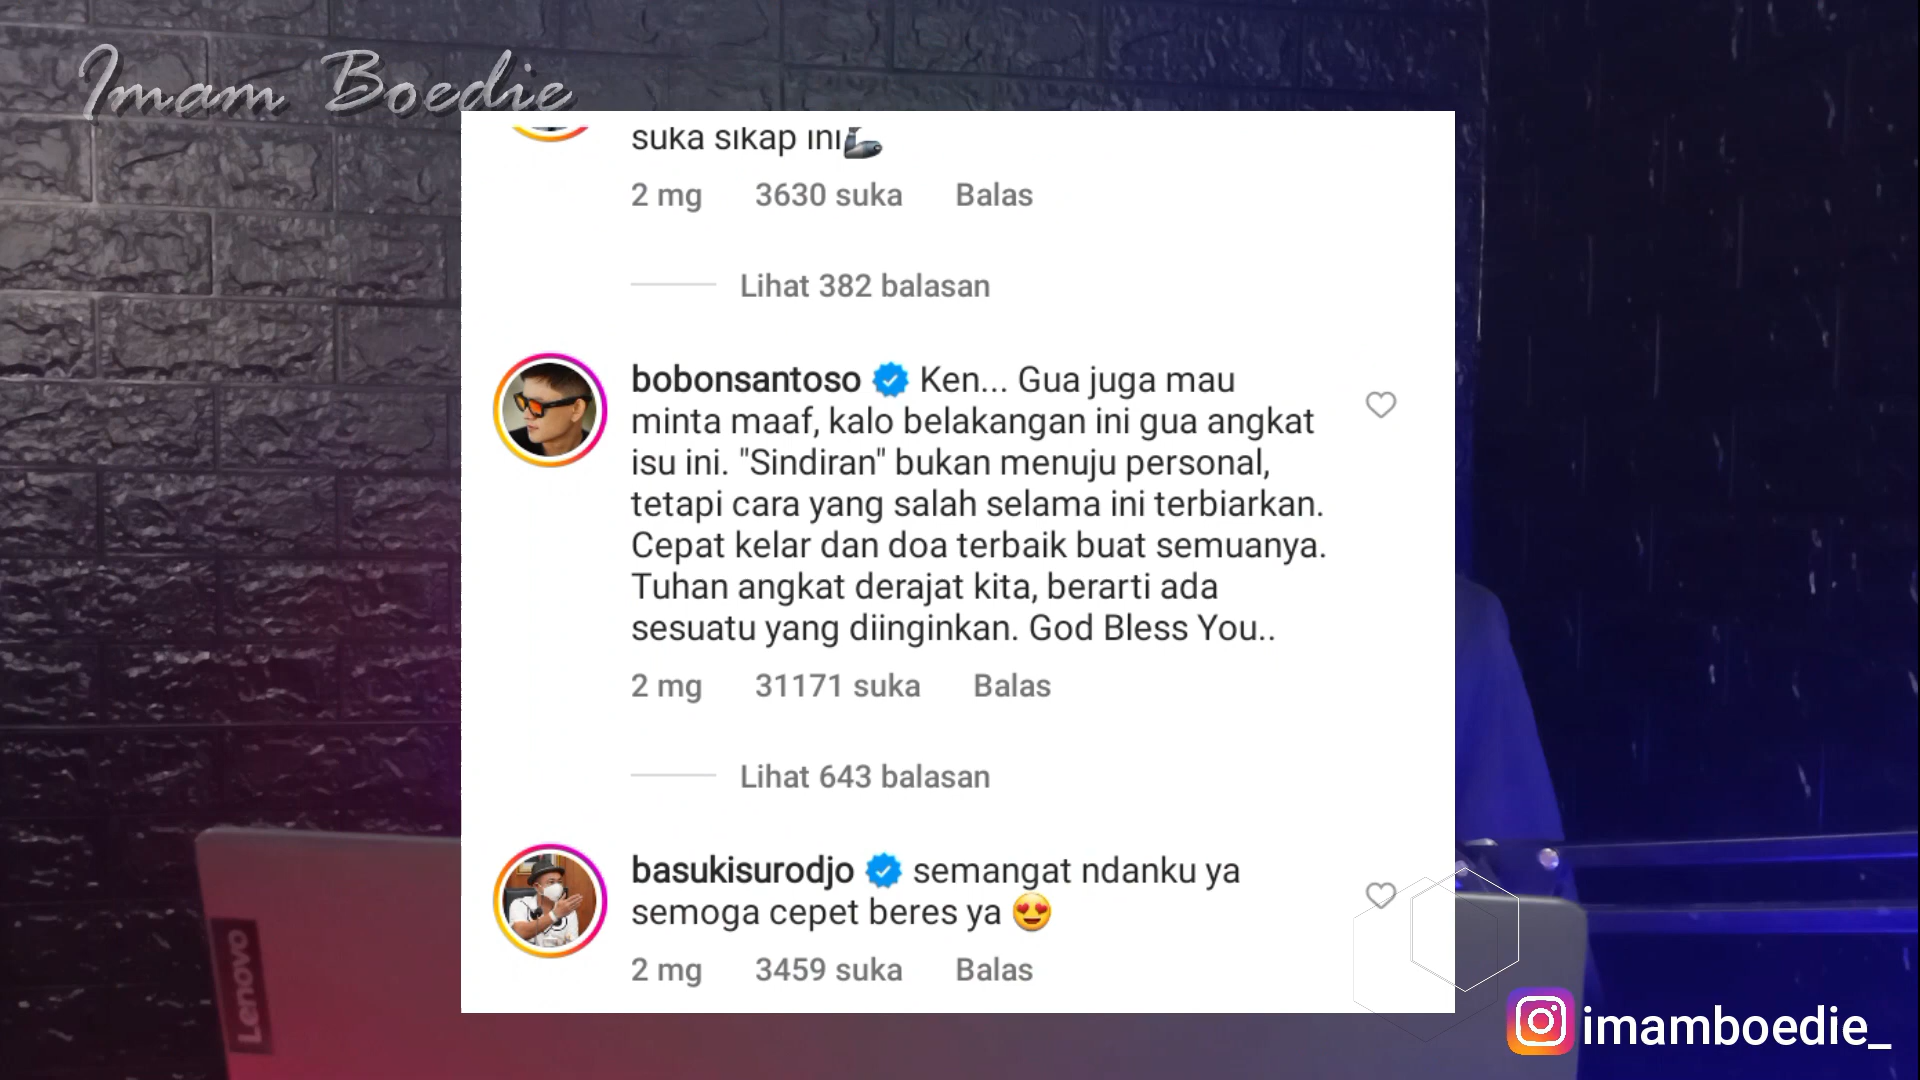 Imam Boedie
suka sikap ini
2 mg 3630 suka Balas
Lihat 382 balasan
bobonsantoso Ken... Gua juga mau
minta maaf, kalo belakangan ini gua angkat
isu ini. "Sindiran" bukan menuju personal,
tetapi cara yang salah selama ini terbiarkan.
Cepat kelar dan doa terbaik buat semuanya.
Tuhan angkat derajat kita, berarti ada
sesuatu yang diinginkan. God Bless You..
2 mg 31171 suka Balas
Lihat 643 balasan
basukisurodjo semangat ndanku ya
semoga cepet beres ya 😍
2 mg 3459 suka Balas
Lenovo
imamboedie_